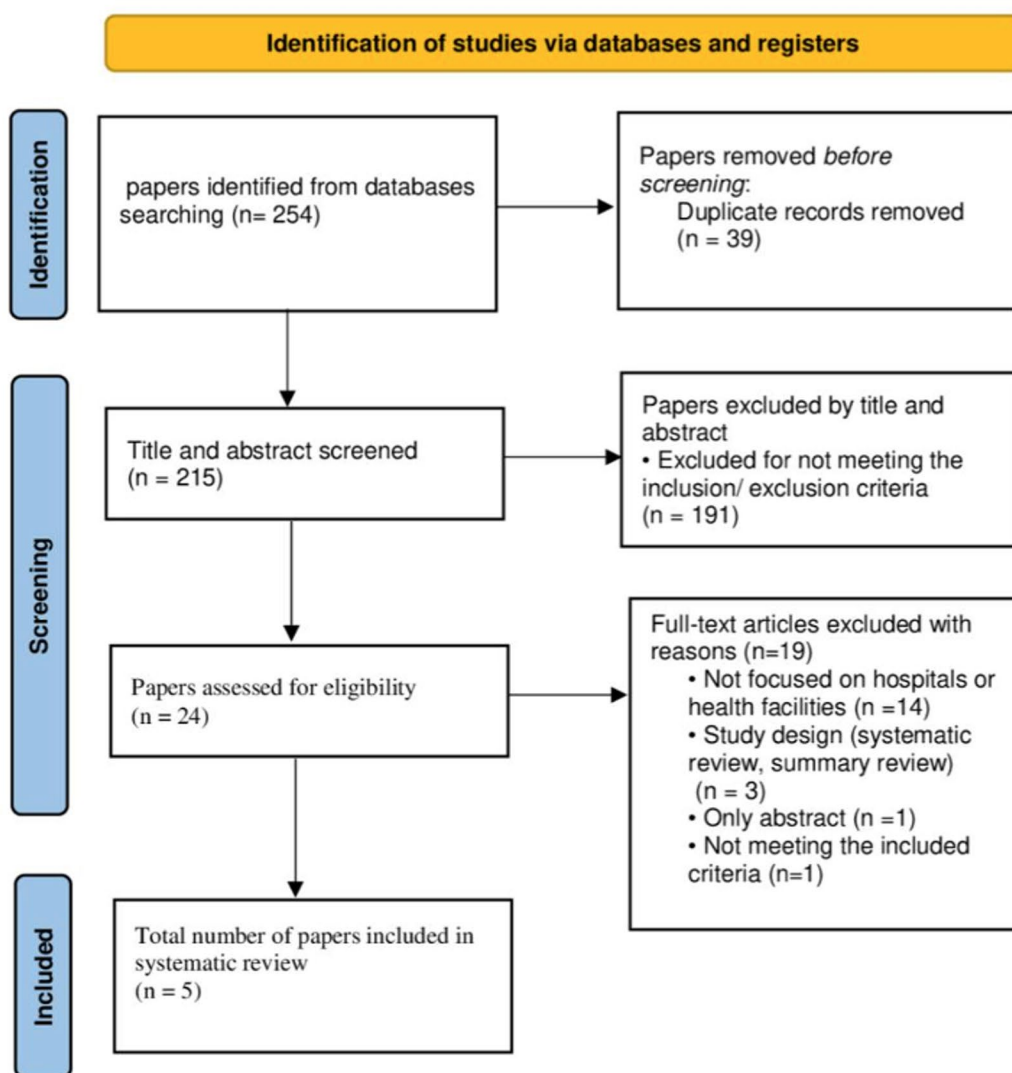 Identification of studies via databases and registers
Identification
papers identified from databases
searching (n= 254)
Papers removed before
screening:
Duplicate records removed
(n = 39)
Screening
Title and abstract screened
(n = 215)
Papers excluded by title and
abstract
• Excluded for not meeting the
inclusion/ exclusion criteria
(n = 191)
Papers assessed for eligibility
(n = 24)
Full-text articles excluded with
reasons (n=19)
• Not focused on hospitals or
health facilities (n =14)
• Study design (systematic
review, summary review)
(n = 3)
• Only abstract (n =1)
• Not meeting the included
criteria (n=1)
Included
Total number of papers included in
systematic review
(n = 5)